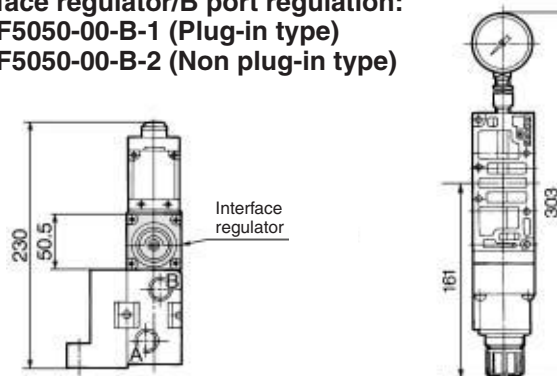 face regulator/B port regulation:
F5050-00-B-1 (Plug-in type)
F5050-00-B-2 (Non plug-in type)
Interface
regulator
230
50.5
B
A
303
161